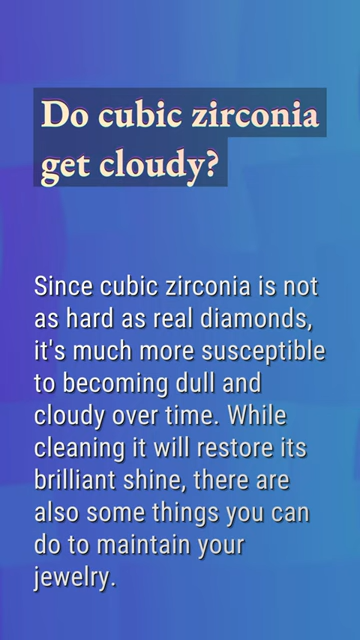 Do cubic zirconia
get cloudy?
Since cubic zirconia is not
as hard as real diamonds,
it's much more susceptible
to becoming dull and
cloudy over time. While
cleaning it will restore its
brilliant shine, there are
also some things you can
do to maintain your
jewelry.